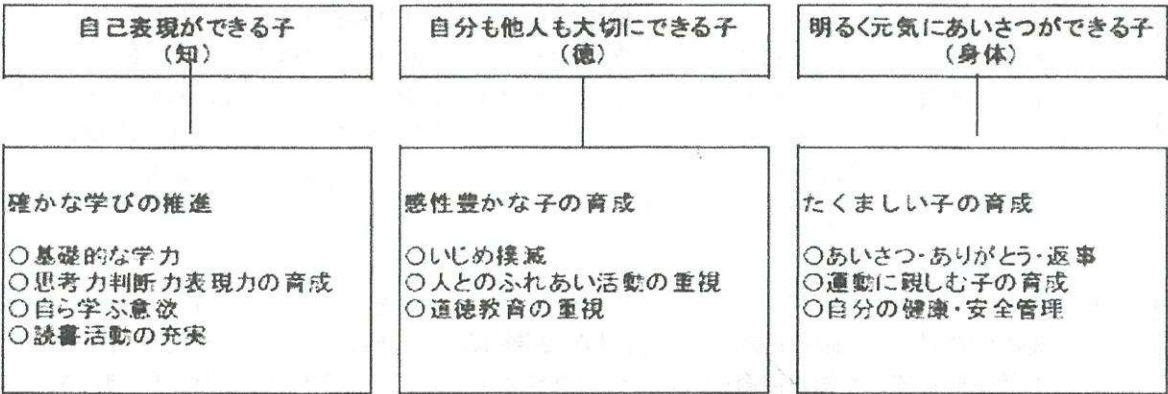 自己表現ができる子
(知)
自分も他人も大切にできる子
(徳)
明るく元気にあいさつができる子
(身体)
確かな学びの推進
○基礎的な学力
○思考力判断力表現力の育成
○自ら学ぶ意欲
○読書活動の充実
感性豊かな子の育成
○いじめ撲滅
○人とのふれあい活動の重視
○道徳教育の重視
たくましい子の育成
○あいさつ・ありがとう・返事
○運動に親しむ子の育成
○自分の健康・安全管理